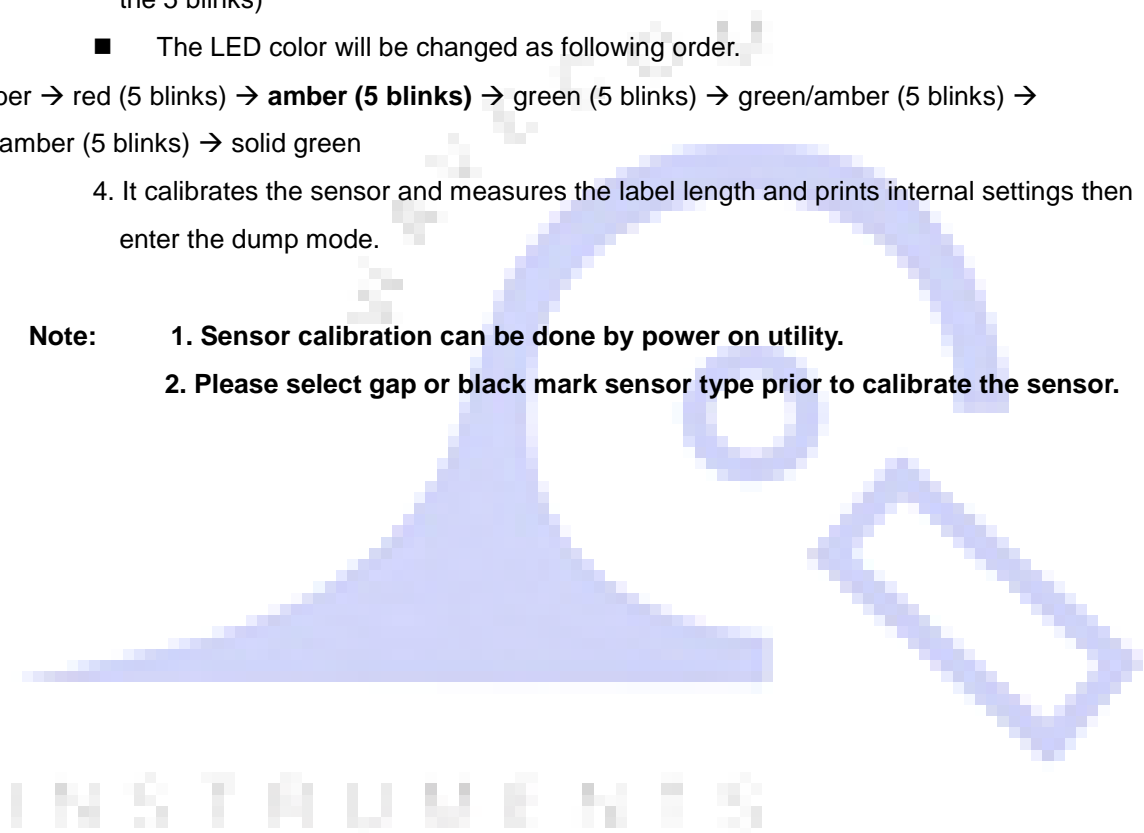 the 5 blinks)
■ The LED color will be changed as following order.
ber → red (5 blinks) → amber (5 blinks) → green (5 blinks) → green/amber (5 blinks) →
amber (5 blinks) → solid green
4. It calibrates the sensor and measures the label length and prints internal settings then
enter the dump mode.
Note: 1. Sensor calibration can be done by power on utility.
2. Please select gap or black mark sensor type prior to calibrate the sensor.
INSTRUMENTS